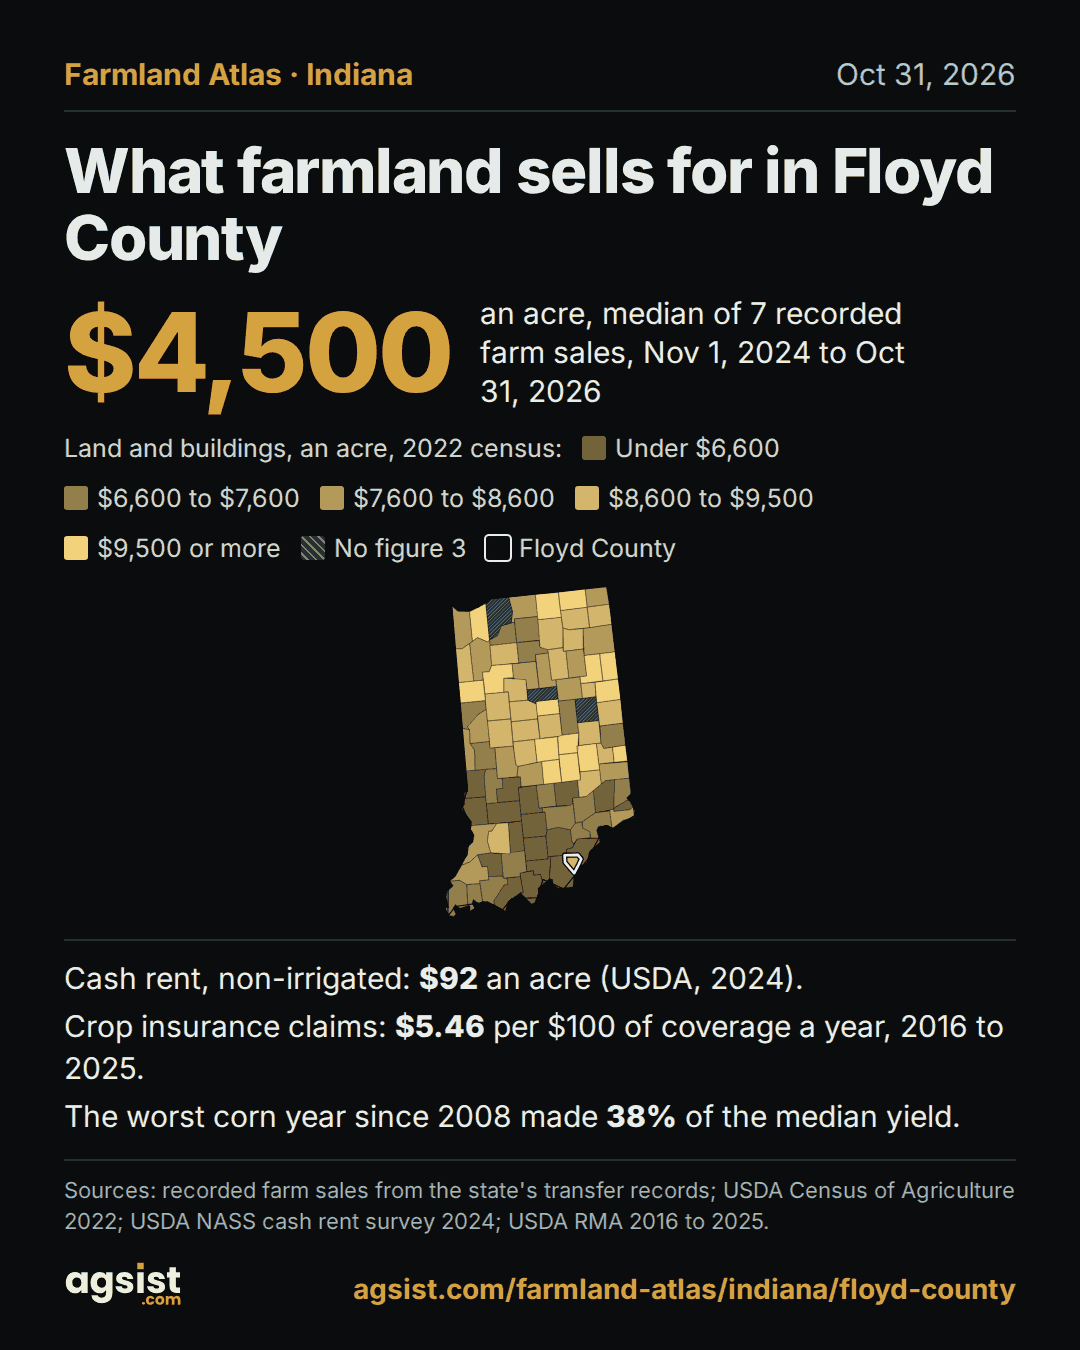 Farmland Atlas · Indiana
Oct 31, 2026
What farmland sells for in Floyd
County
$4,500
an acre, median of 7 recorded
farm sales, Nov 1, 2024 to Oct
31, 2026
Land and buildings, an acre, 2022 census: Under $6,600
$6,600 to $7,600 $7,600 to $8,600 $8,600 to $9,500
$9,500 or more No figure 3 Floyd County
Cash rent, non-irrigated: $92 an acre (USDA, 2024).
Crop insurance claims: $5.46 per $100 of coverage a year, 2016 to
2025.
The worst corn year since 2008 made 38% of the median yield.
Sources: recorded farm sales from the state's transfer records; USDA Census of Agriculture
2022; USDA NASS cash rent survey 2024; USDA RMA 2016 to 2025.
agsist
.com
agsist.com/farmland-atlas/indiana/floyd-county